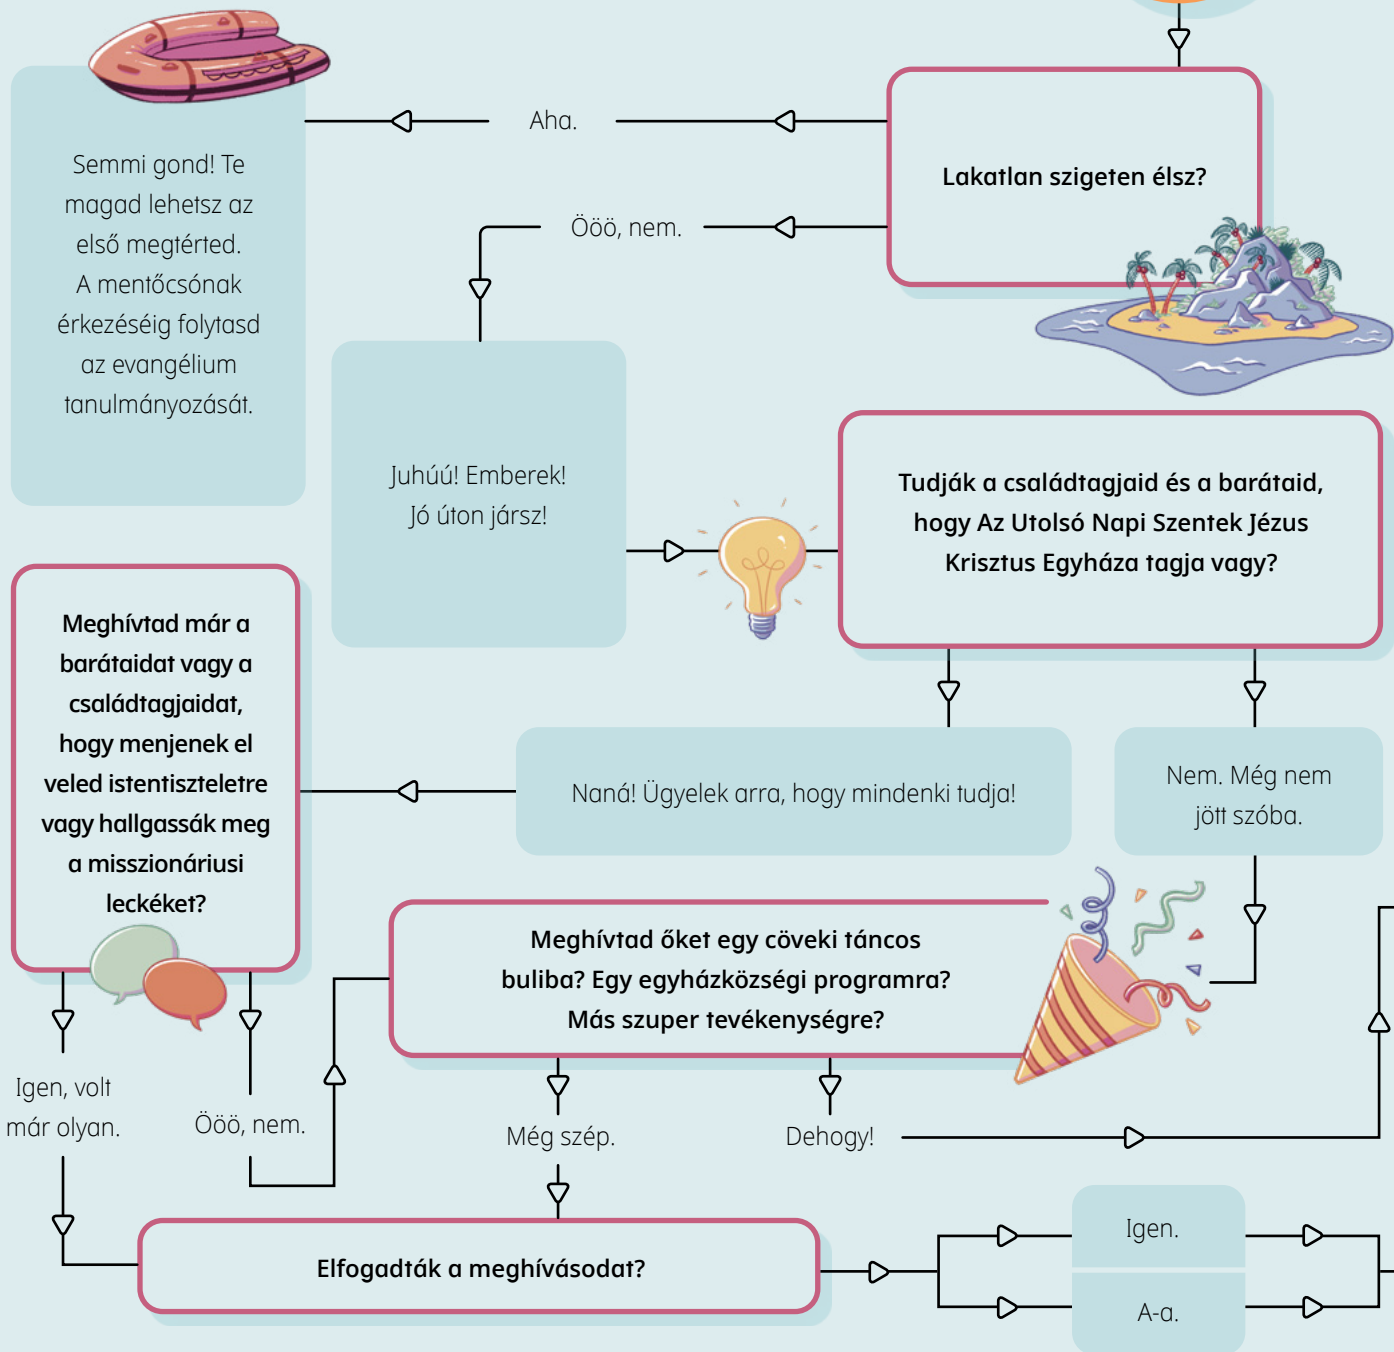 Lakatlan szigeten élsz?
Aha.
Semmi gond! Te
magad lehetsz az
első megtérted.
A mentőcsónak
érkezéséig folytasd
az evangélium
tanulmányozását.
Ööö, nem.
Juhúú! Emberek!
Jó úton jársz!
Tudják a családtagjaid és a barátaid,
hogy Az Utolsó Napi Szentek Jézus
Krisztus Egyháza tagja vagy?
Naná! Ügyelek arra, hogy mindenki tudja!
Nem. Még nem
jött szóba.
Meghívtad már a
barátaidat vagy a
családtagjaidat,
hogy menjenek el
veled istentiszteletre
vagy hallgassák meg
a misszionáriusi
leckéket?
Igen, volt
már olyan.
Ööö, nem.
Meghívtad őket egy cöveki táncos
buliba? Egy egyházközségi programra?
Más szuper tevékenységre?
Még szép.
Dehogy!
Elfogadták a meghívásodat?
Igen.
A-a.